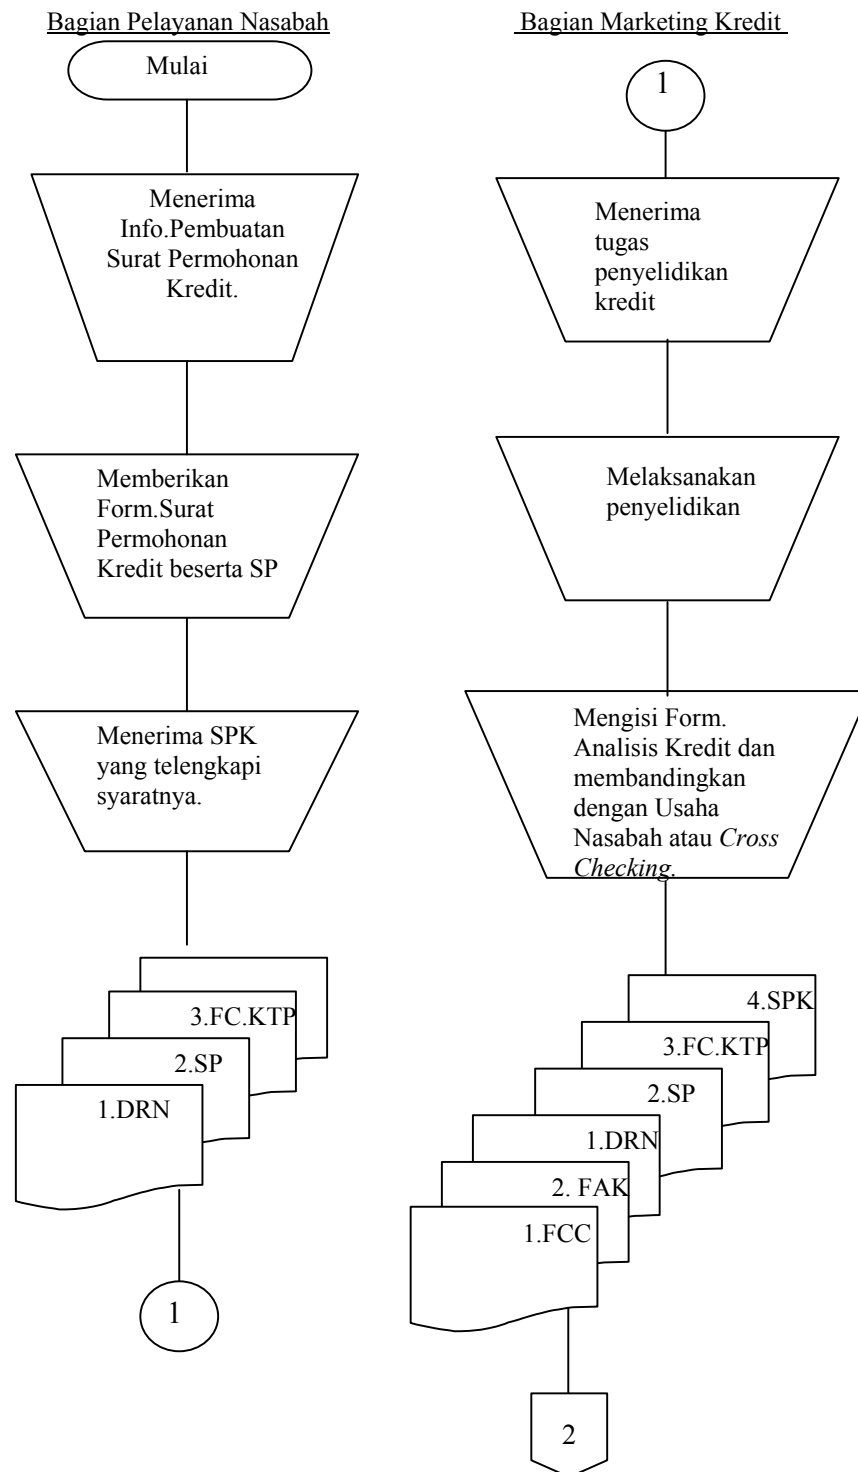 Bagian Pelayanan Nasabah
Mulai
Menerima
Info.Pembuatan
Surat Permohonan
Kredit.
Memberikan
Form.Surat
Permohonan
Kredit beserta SP
Menerima SPK
yang telengkapi
syaratnya.
3.FC.KTP
2.SP
1.DRN
1
Bagian Marketing Kredit
1
Menerima
tugas
penyelidikan
kredit
Melaksanakan
penyelidikan
Mengisi Form.
Analisis Kredit dan
membandingkan
dengan Usaha
Nasabah atau Cross
Checking.
4.SPK
3.FC.KTP
2.SP
1.DRN
2. FAK
1.FCC
2